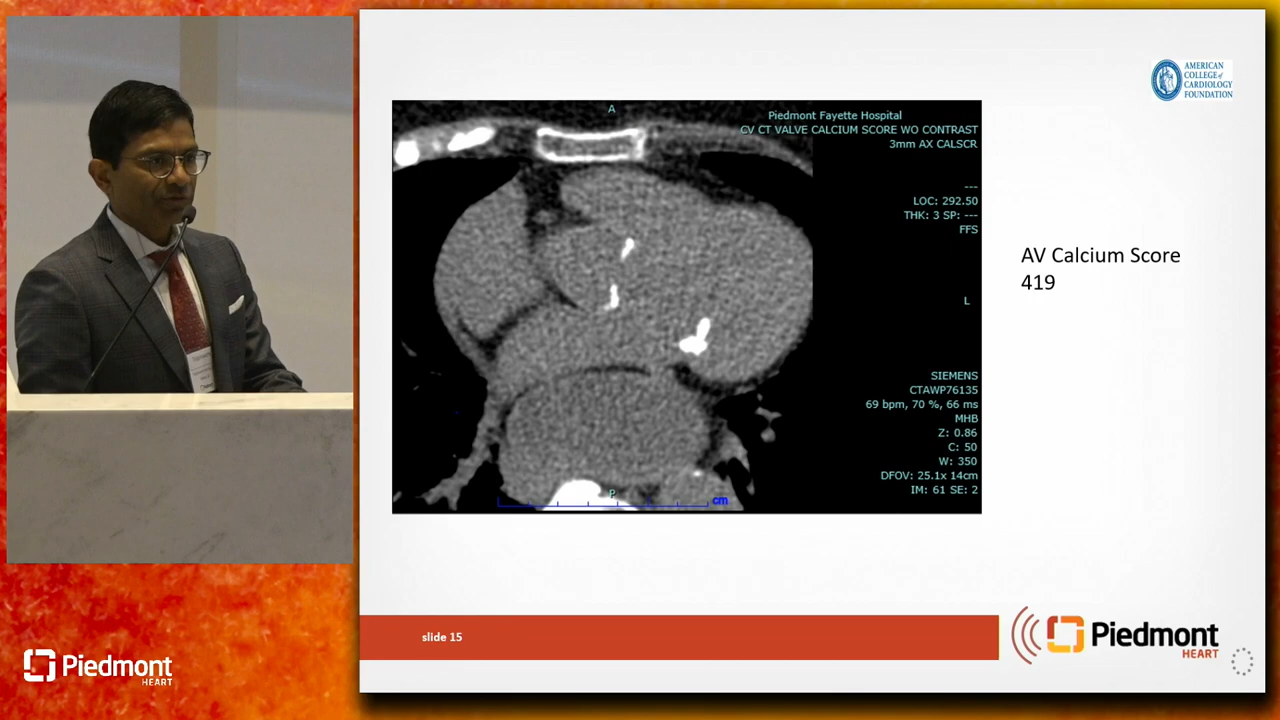 AMERICAN
COLLEGE of
CARDIOLOGY
FOUNDATION
A
Piedmont Fayette Hospital
CV CT VALVE CALCIUM SCORE WO CONTRAST
3mm AX CALSCR
---
LOC: 292.50
THK: 3 SP: ---
FFS
L
SIEMENS
CTAWP76135
69 bpm, 70 %, 66 ms
MHB
Z: 0.86
C: 50
W: 350
DFOV: 25.1x 14cm
IM: 61 SE: 2
P
cm
AV Calcium Score
419
slide 15
Piedmont
HEART
Piedmont
HEART